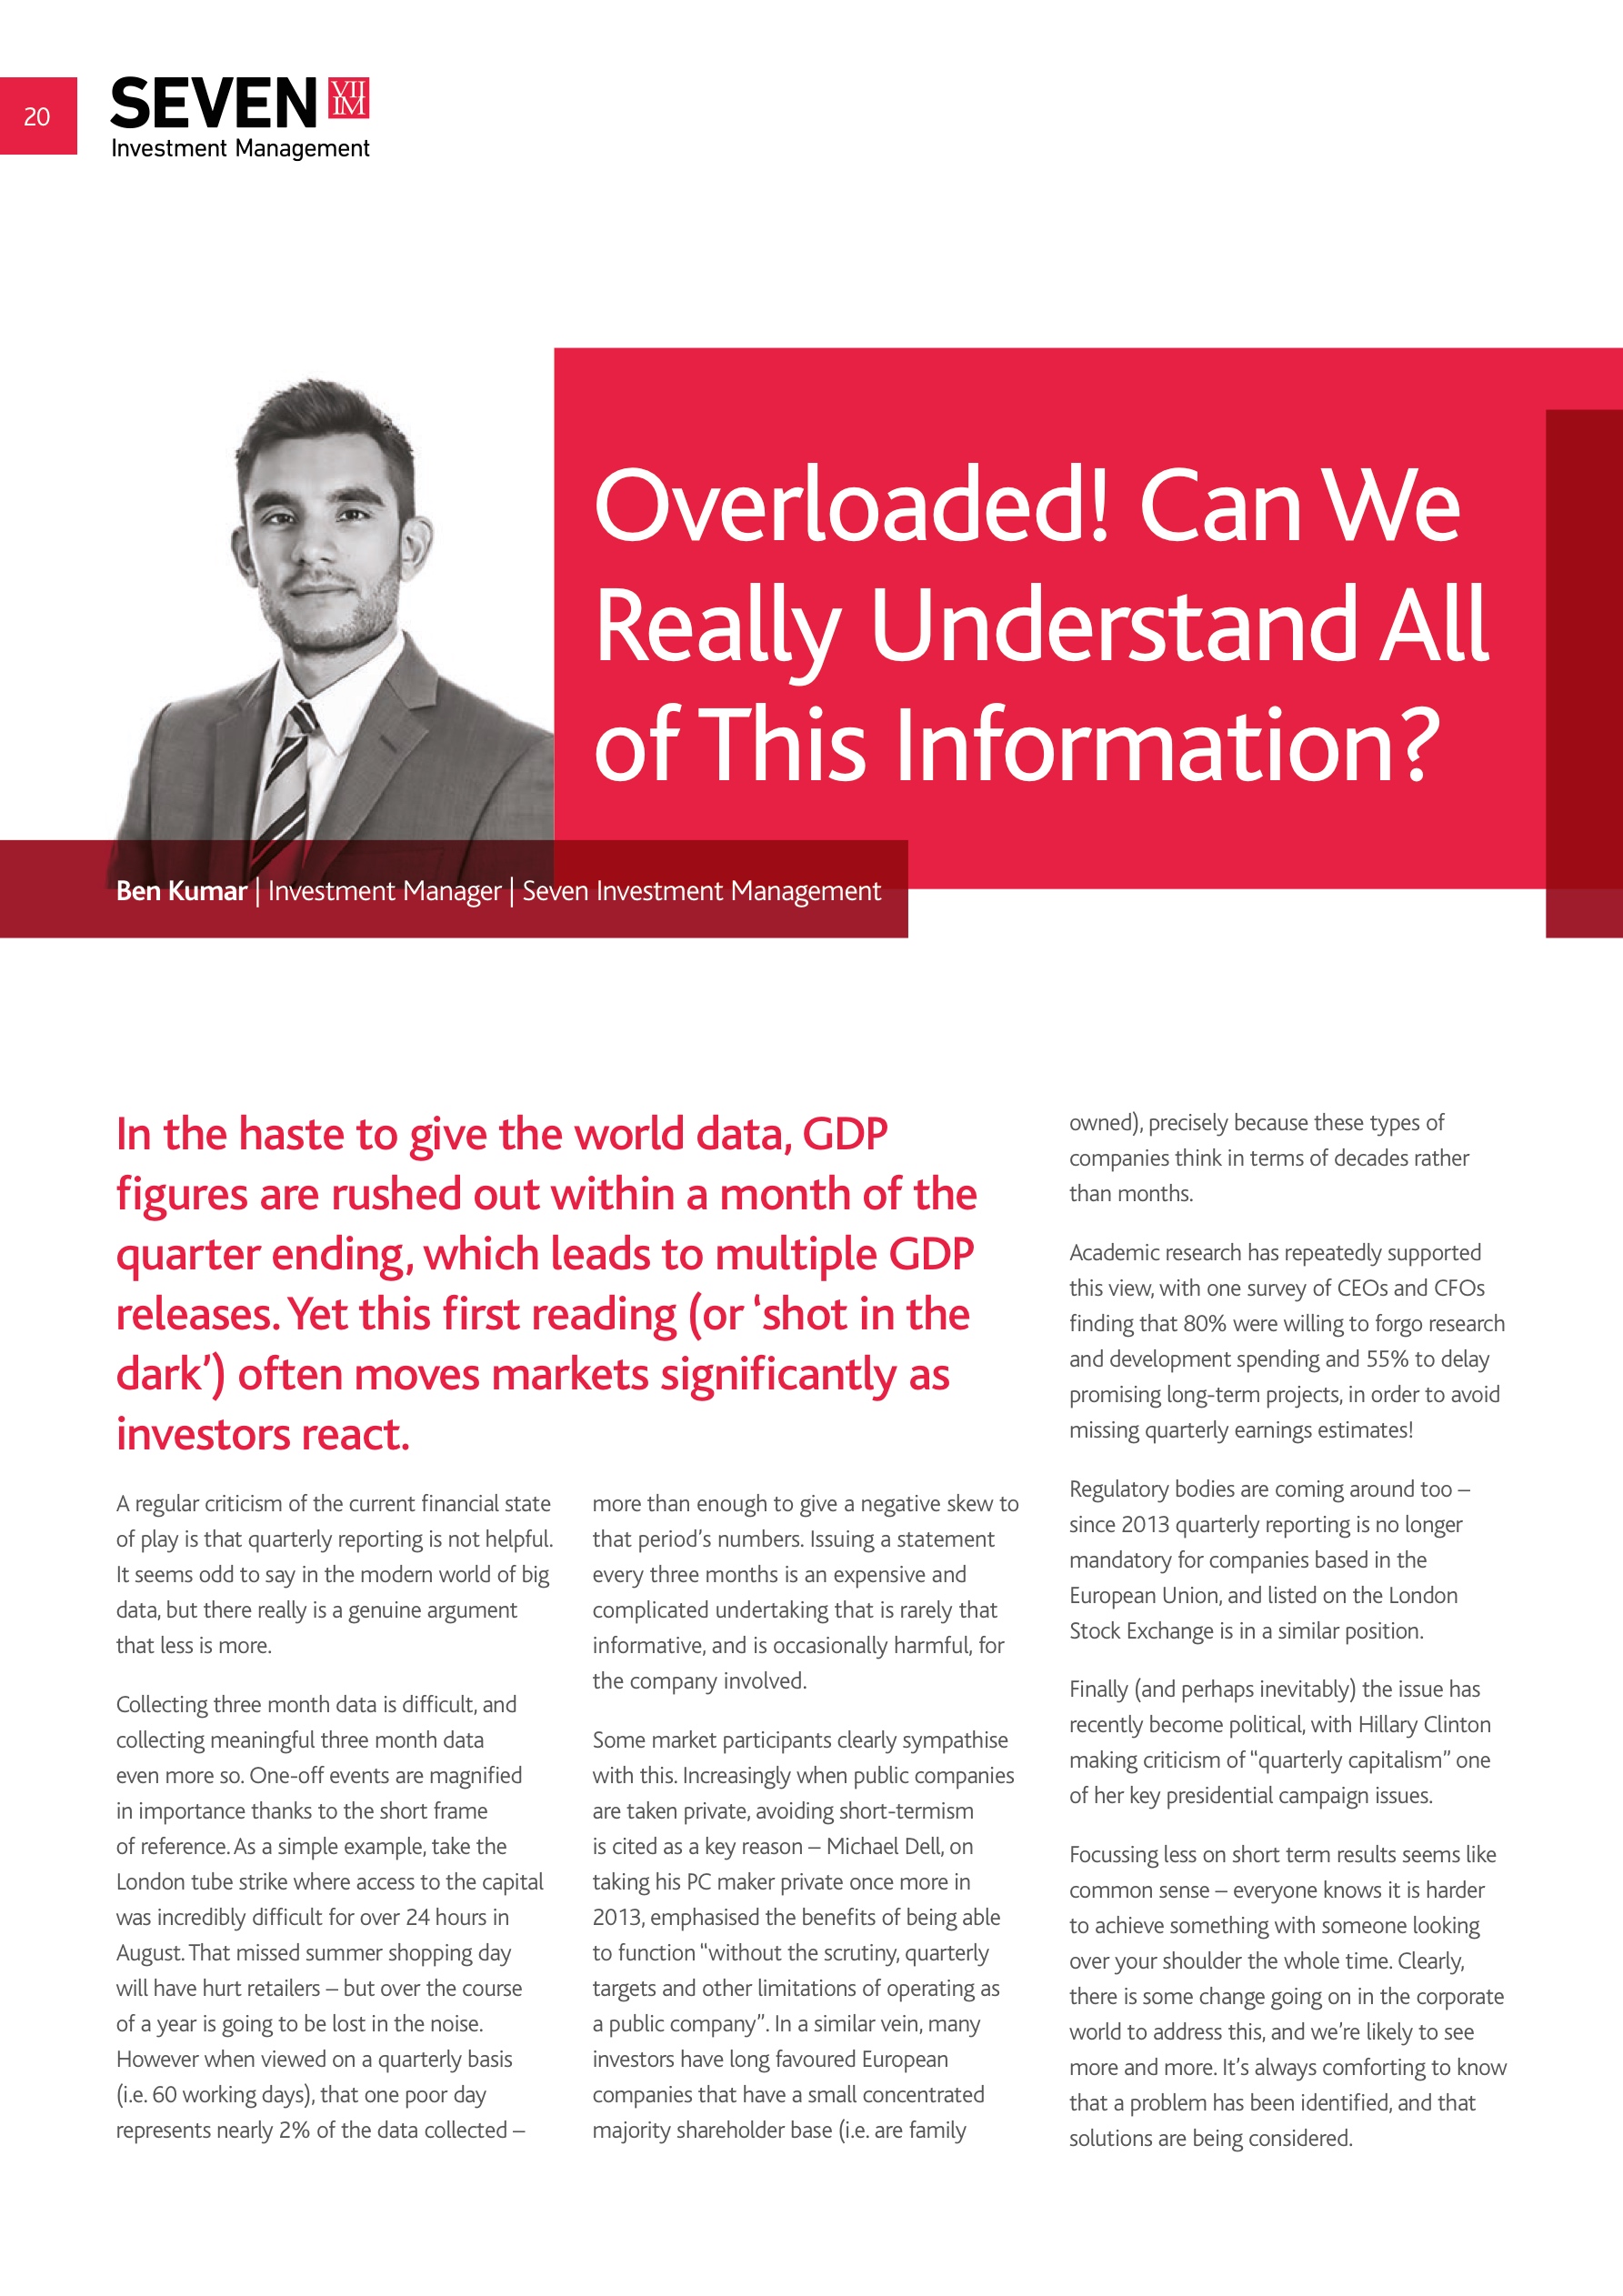 20
SEVEN VII IM
Investment Management
Overloaded! Can We
Really Understand All
of This Information?
Ben Kumar | Investment Manager | Seven Investment Management
In the haste to give the world data, GDP
figures are rushed out within a month of the
quarter ending, which leads to multiple GDP
releases. Yet this first reading (or ‘shot in the
dark’) often moves markets significantly as
investors react.
A regular criticism of the current financial state
of play is that quarterly reporting is not helpful.
It seems odd to say in the modern world of big
data, but there really is a genuine argument
that less is more.
Collecting three month data is difficult, and
collecting meaningful three month data
even more so. One-off events are magnified
in importance thanks to the short frame
of reference. As a simple example, take the
London tube strike where access to the capital
was incredibly difficult for over 24 hours in
August. That missed summer shopping day
will have hurt retailers – but over the course
of a year is going to be lost in the noise.
However when viewed on a quarterly basis
(i.e. 60 working days), that one poor day
represents nearly 2% of the data collected –
more than enough to give a negative skew to
that period’s numbers. Issuing a statement
every three months is an expensive and
complicated undertaking that is rarely that
informative, and is occasionally harmful, for
the company involved.
Some market participants clearly sympathise
with this. Increasingly when public companies
are taken private, avoiding short-termism
is cited as a key reason – Michael Dell, on
taking his PC maker private once more in
2013, emphasised the benefits of being able
to function “without the scrutiny, quarterly
targets and other limitations of operating as
a public company”. In a similar vein, many
investors have long favoured European
companies that have a small concentrated
majority shareholder base (i.e. are family
owned), precisely because these types of
companies think in terms of decades rather
than months.
Academic research has repeatedly supported
this view, with one survey of CEOs and CFOs
finding that 80% were willing to forgo research
and development spending and 55% to delay
promising long-term projects, in order to avoid
missing quarterly earnings estimates!
Regulatory bodies are coming around too –
since 2013 quarterly reporting is no longer
mandatory for companies based in the
European Union, and listed on the London
Stock Exchange is in a similar position.
Finally (and perhaps inevitably) the issue has
recently become political, with Hillary Clinton
making criticism of “quarterly capitalism” one
of her key presidential campaign issues.
Focussing less on short term results seems like
common sense – everyone knows it is harder
to achieve something with someone looking
over your shoulder the whole time. Clearly,
there is some change going on in the corporate
world to address this, and we’re likely to see
more and more. It’s always comforting to know
that a problem has been identified, and that
solutions are being considered.